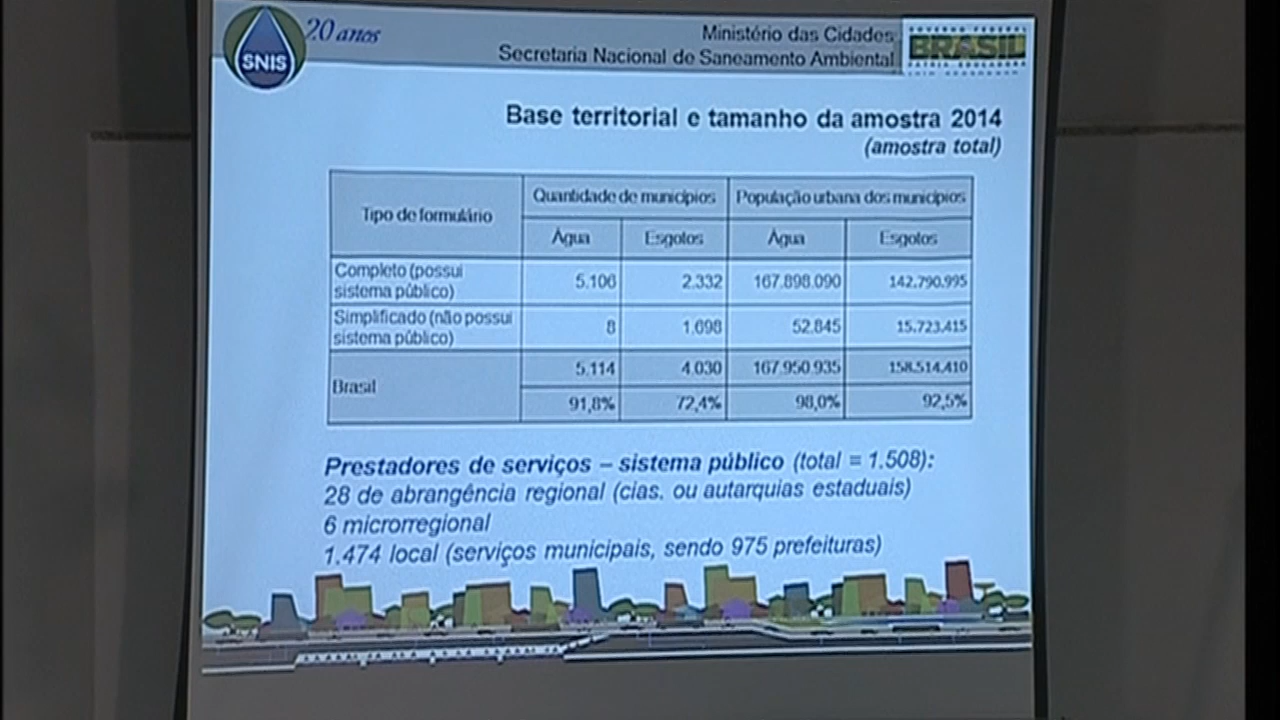 20 anos
SNIS
Ministério das Cidades
Secretaria Nacional de Saneamento Ambiental
GOVERNO FEDERAL
BRASIL
PÁTRIA EDUCADORA
Base territorial e tamanho da amostra 2014
(amostra total)
Tipo de formulário
Quantidade de municípios
População urbana dos municípios
Água
Esgotos
Água
Esgotos
Completo (possui
sistema público)
5.106
2.332
167.898.090
142.790.995
Simplificado (não possui
sistema público)
8
1.698
52.845
15.723.415
Brasil
5.114
4.030
167.950.935
158.514.410
91,8%
72,4%
98,0%
92,5%
Prestadores de serviços – sistema público (total = 1.508):
28 de abrangência regional (cias. ou autarquias estaduais)
6 microrregional
1.474 local (serviços municipais, sendo 975 prefeituras)